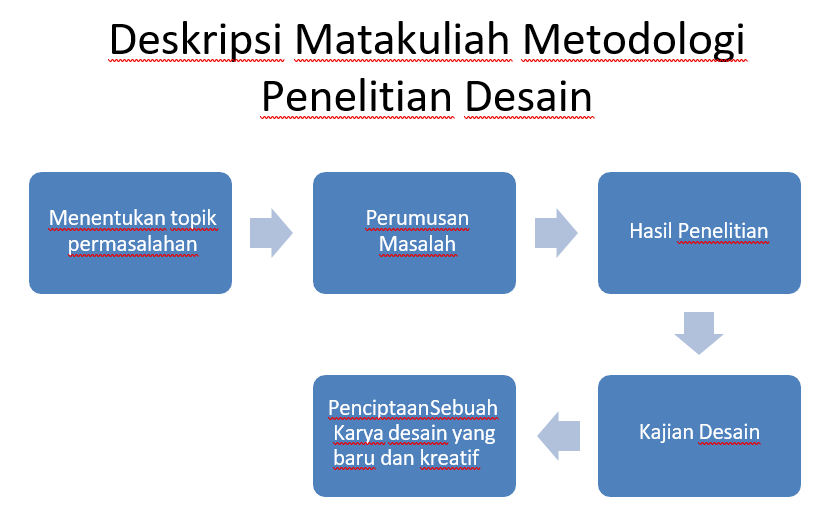 Deskripsi Matakuliah Metodologi
Penelitian Desain
Menentukan topik
permasalahan
Perumusan
Masalah
Hasil Penelitian
Kajian Desain
PenciptaanSebuah
Karya desain yang
baru dan kreatif